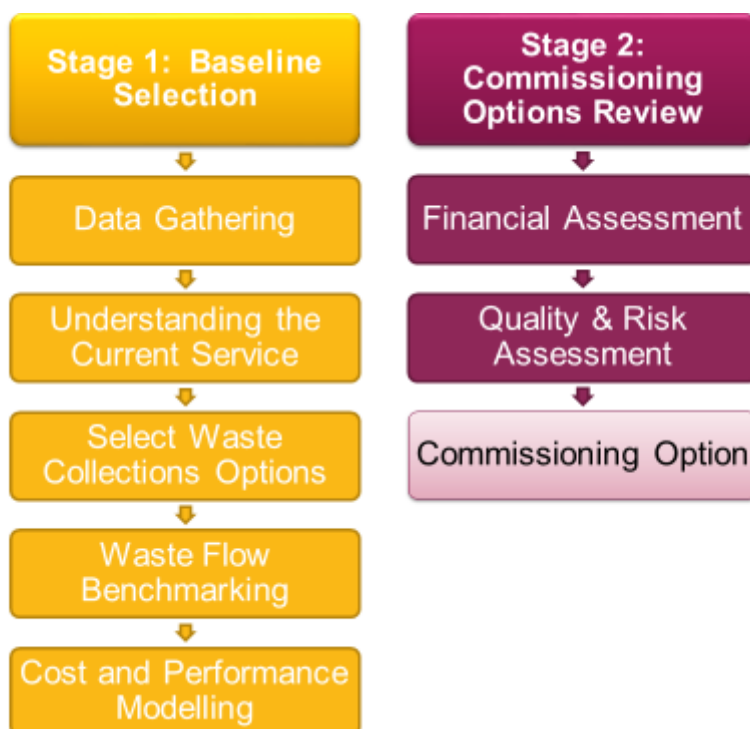 Stage 1: Baseline
Selection
Data Gathering
Understanding the
Current Service
Select Waste
Collections Options
Waste Flow
Benchmarking
Cost and Performance
Modelling
Stage 2:
Commissioning
Options Review
Financial Assessment
Quality & Risk
Assessment
Commissioning Option